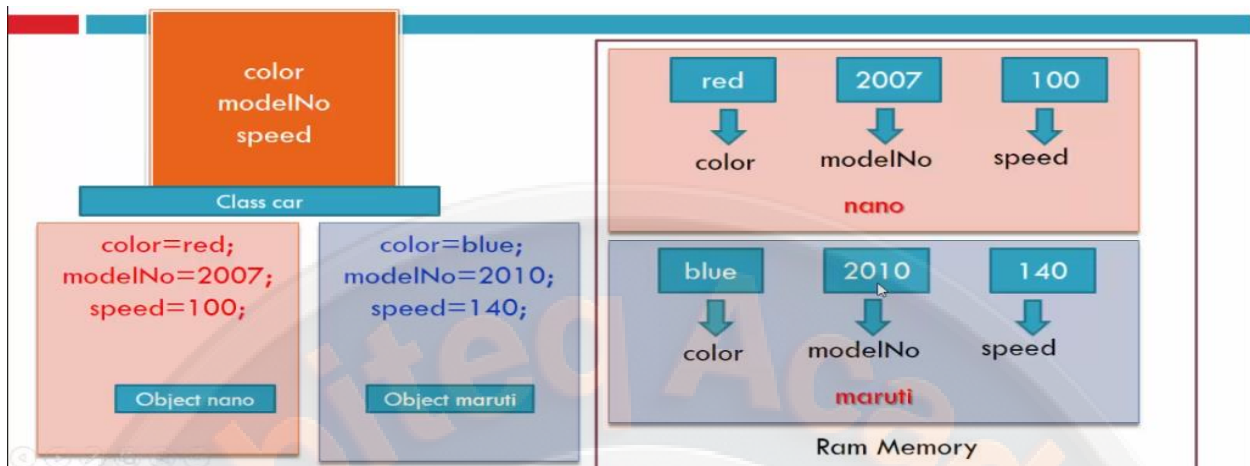 color
modelNo
speed
Class car
color=red;
modelNo=2007;
speed=100;
Object nano
color=blue;
modelNo=2010;
speed=140;
Object maruti
red 2007 100
color modelNo speed
nano
blue 2010 140
color modelNo speed
maruti
Ram Memory